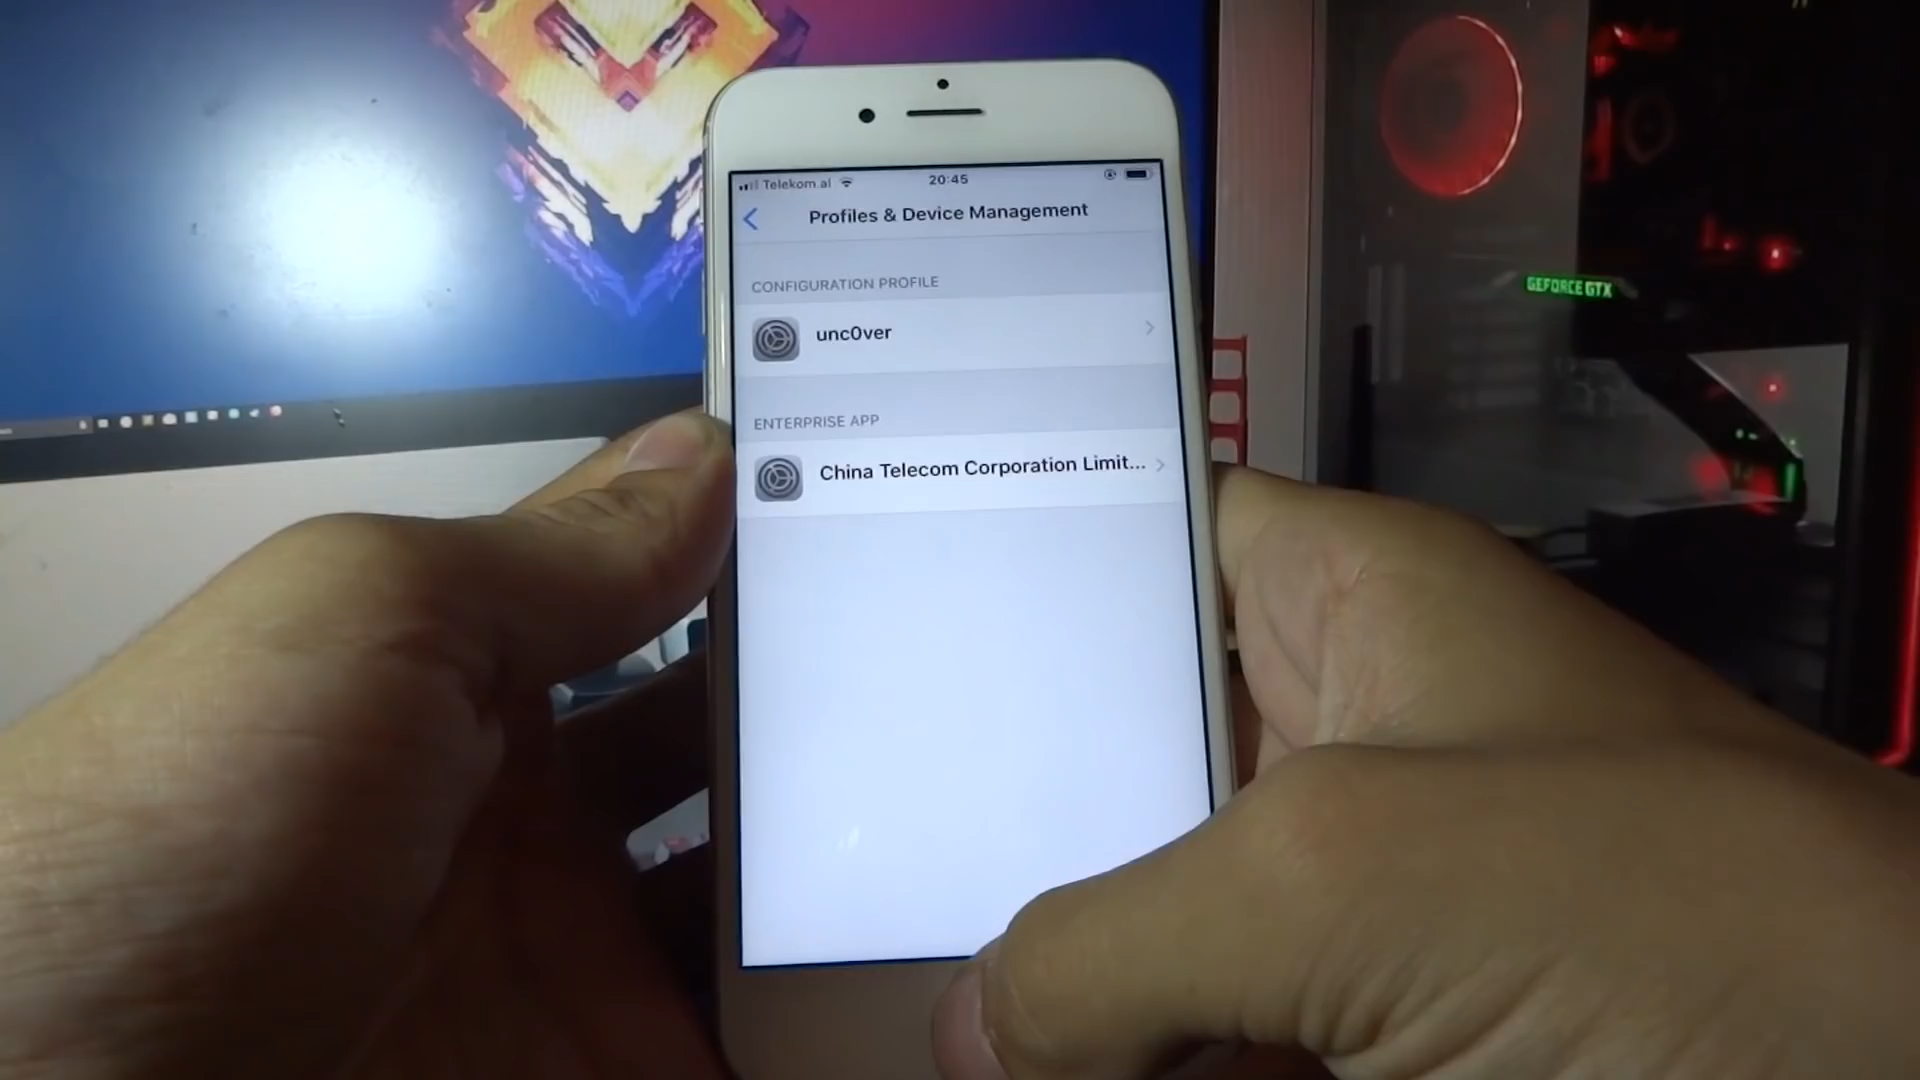 Telekom.al
20:45
Profiles & Device Management
CONFIGURATION PROFILE
unc0ver
ENTERPRISE APP
China Telecom Corporation Limit...
GEFORCE GTX